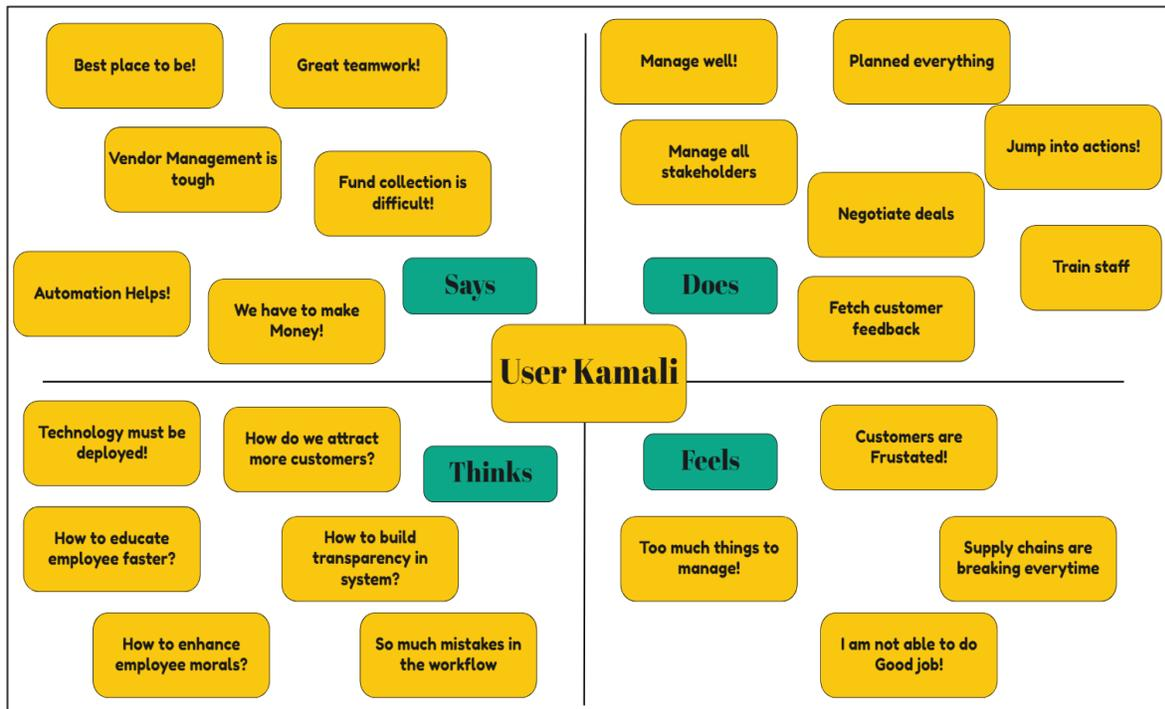 Best place to be!
Great teamwork!
Vendor Management is
tough
Fund collection is
difficult!
Automation Helps!
We have to make
Money!
Says
Manage well!
Planned everything
Manage all
stakeholders
Jump into actions!
Negotiate deals
Train staff
Fetch customer
feedback
Does
User Kamali
Technology must be
deployed!
How do we attract
more customers?
Thinks
How to educate
employee faster?
How to build
transparency in
system?
How to enhance
employee morals?
So much mistakes in
the workflow
Feels
Customers are
Frustated!
Too much things to
manage!
Supply chains are
breaking everytime
I am not able to do
Good job!